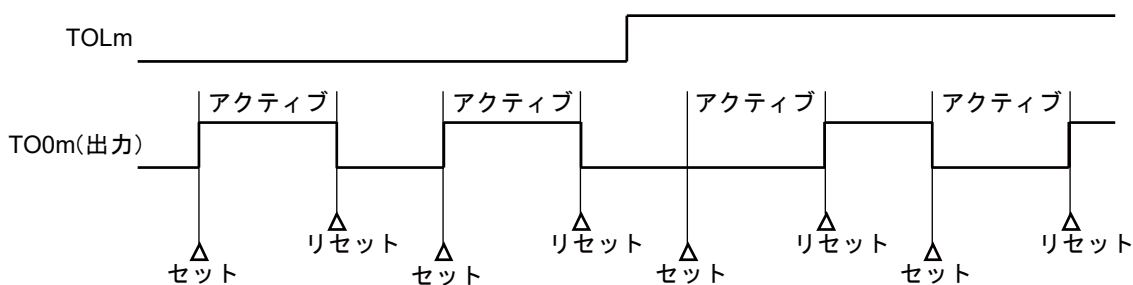 TOLm
アクティブ アクティブ アクティブ アクティブ
TO0m(出力)
リセット リセット リセット リセット
セット セット セット セット